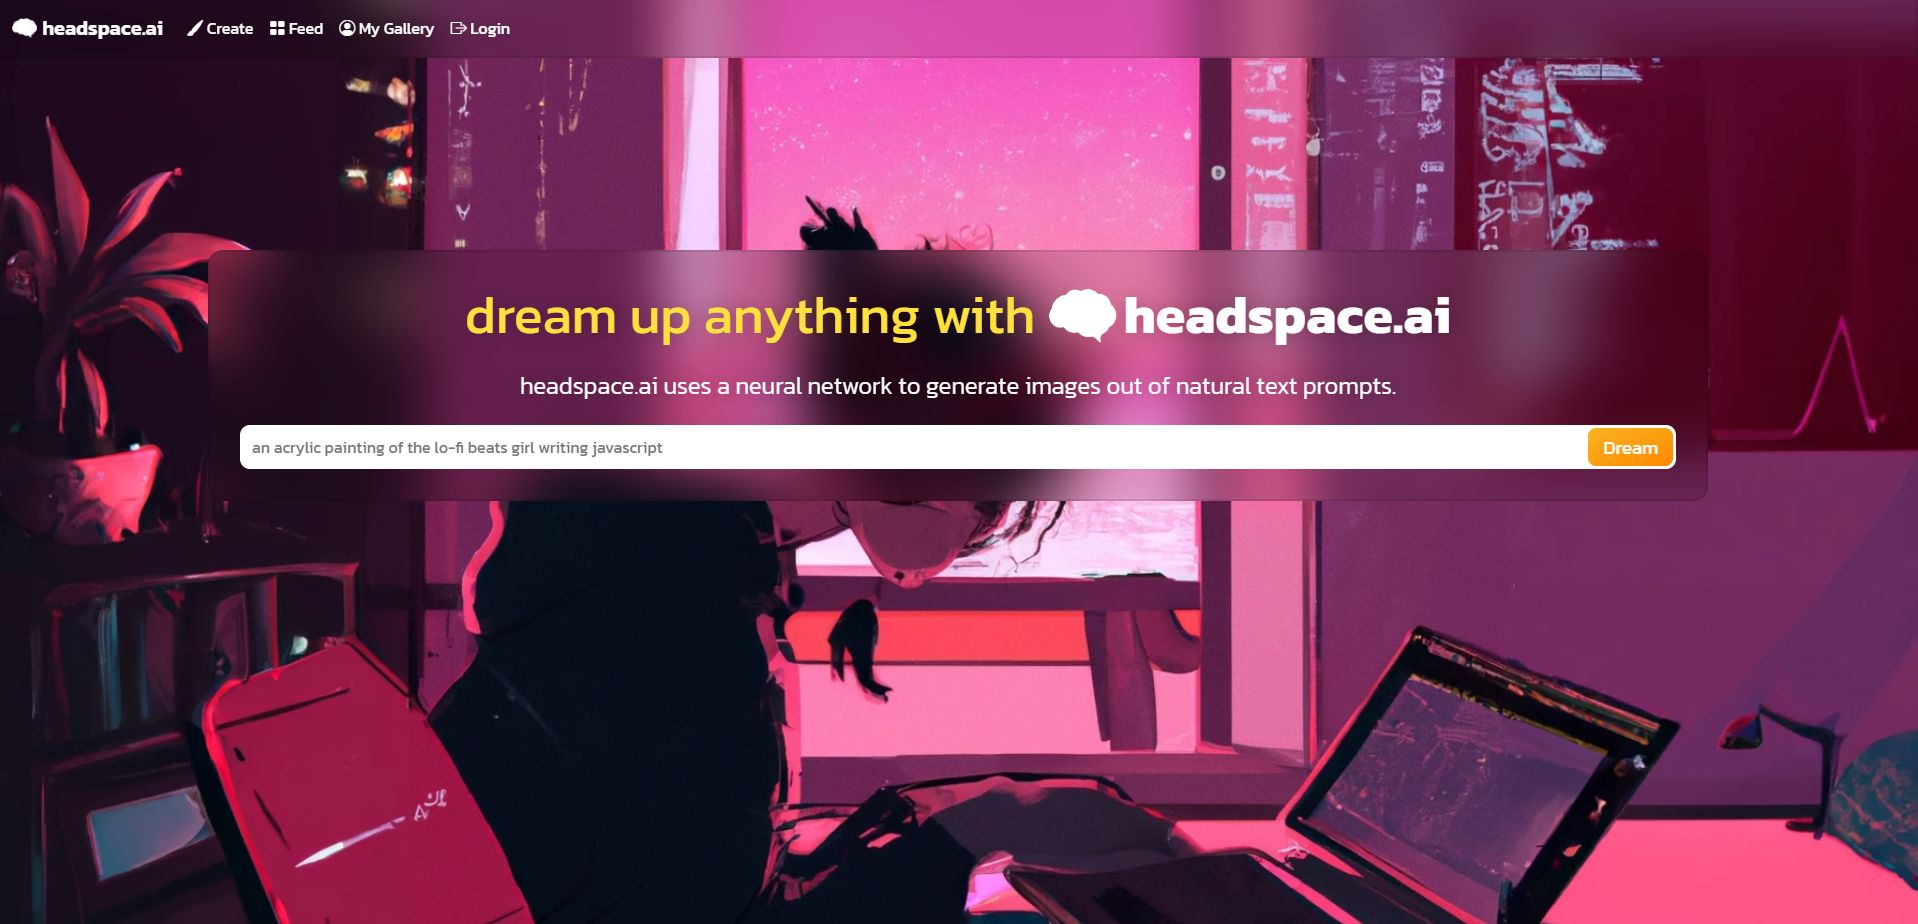 headspace.ai Create Feed My Gallery Login
dream up anything with headspace.ai
headspace.ai uses a neural network to generate images out of natural text prompts.
an acrylic painting of the lo-fi beats girl writing javascript Dream